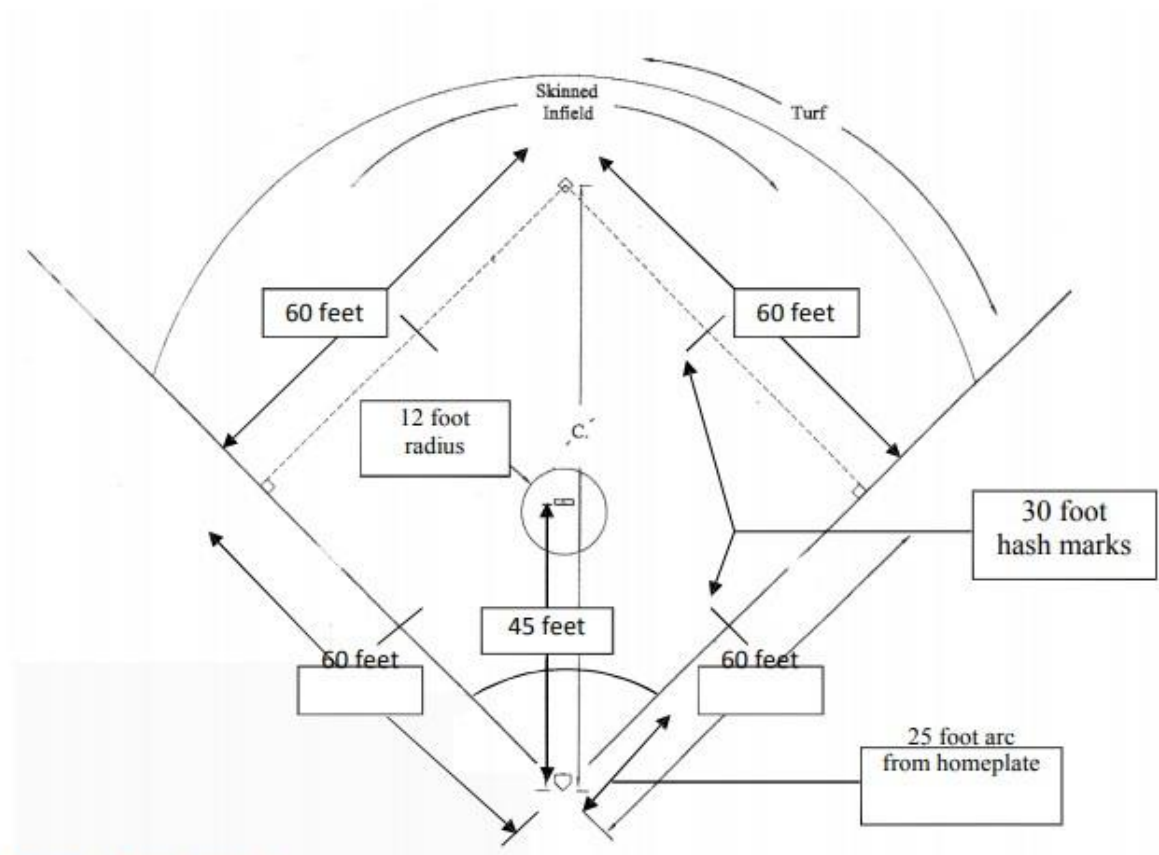 Skinned
Infield
Turf
60 feet
60 feet
12 foot
radius
C.
30 foot
hash marks
45 feet
60 feet
60 feet
25 foot arc
from homeplate